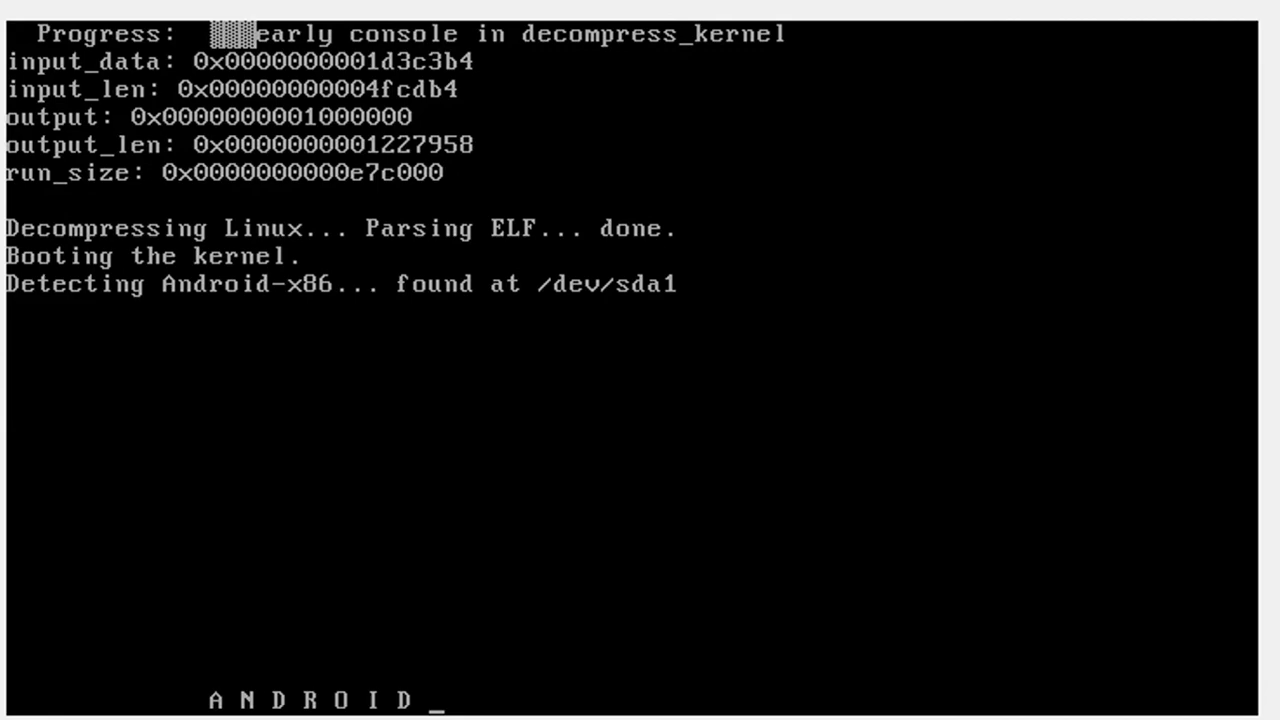 Progress: ▒▒▒early console in decompress_kernel
input_data: 0x0000000001d3c3b4
input_len: 0x00000000004fcdb4
output: 0x0000000001000000
output_len: 0x0000000001227958
run_size: 0x0000000000e7c000
Decompressing Linux... Parsing ELF... done.
Booting the kernel.
Detecting Android-x86... found at /dev/sda1
A N D R O I D _